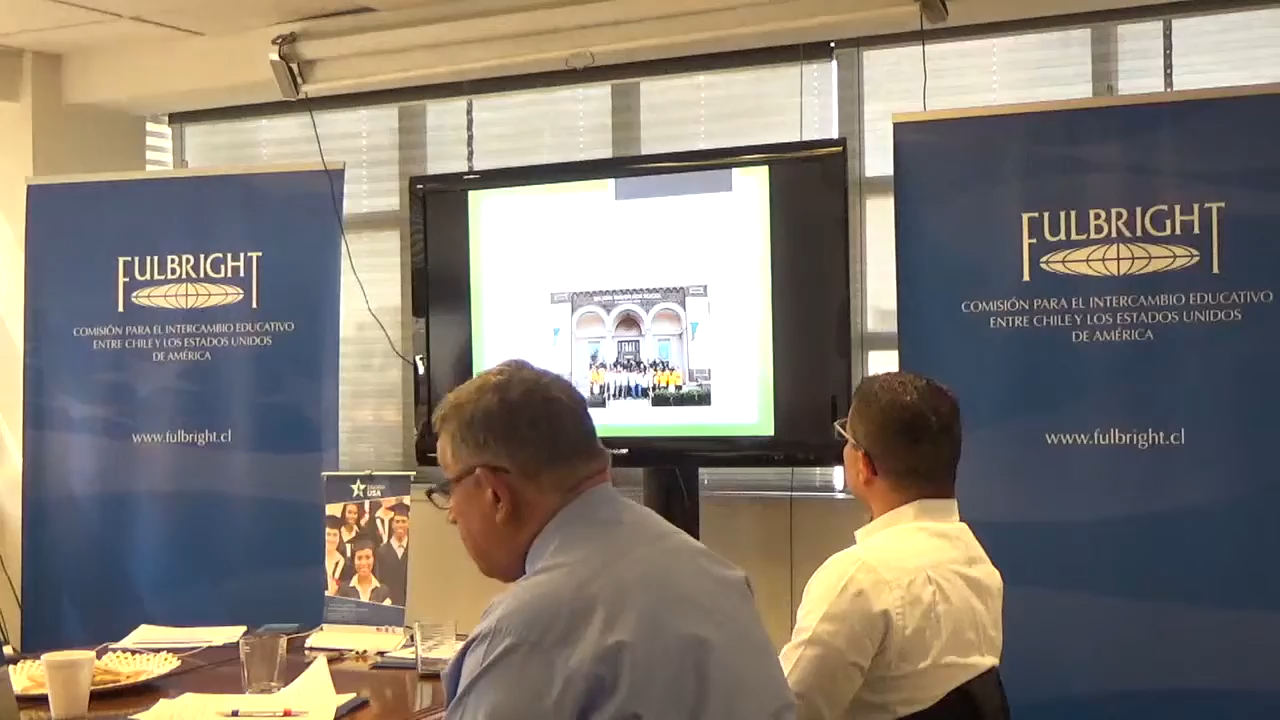 FULBRIGHT
COMISIÓN PARA EL INTERCAMBIO EDUCATIVO
ENTRE CHILE Y LOS ESTADOS UNIDOS
DE AMÉRICA
www.fulbright.cl
USA
FULBRIGHT
COMISIÓN PARA EL INTERCAMBIO EDUCATIVO
ENTRE CHILE Y LOS ESTADOS UNIDOS
DE AMÉRICA
www.fulbright.cl